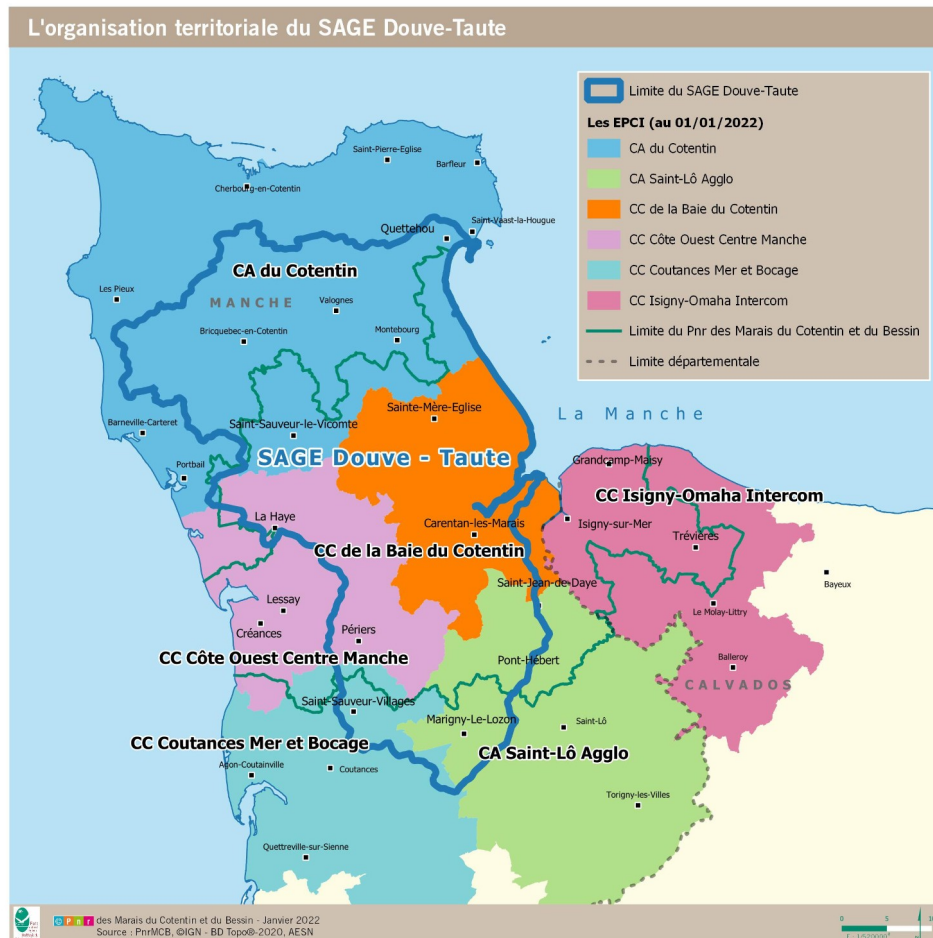 L'organisation territoriale du SAGE Douve-Taute
Limite du SAGE Douve-Taute
Les EPCI (au 01/01/2022)
CA du Cotentin
CA Saint-Lô Agglo
CC de la Baie du Cotentin
CC Côte Ouest Centre Manche
CC Coutances Mer et Bocage
CC Isigny-Omaha Intercom
Limite du Pnr des Marais du Cotentin et du Bessin
Limite départementale
Saint-Pierre-Eglise
Barfleur
Cherbourg-en-Cotentin
Saint-Vaast-la-Hougue
Quettehou
CA du Cotentin
Les Pieux
MANCHE
Valognes
Bricquebec-en-Cotentin
Montebourg
Sainte-Mère-Eglise
La Manche
Barneville-Carteret
Saint-Sauveur-le-Vicomte
SAGE Douve - Taute
Portbail
Grandcamp-Maisy
CC Isigny-Omaha Intercom
La Haye
Carentan-les-Marais
Isigny-sur-Mer
Trévières
CC de la Baie du Cotentin
Saint-Jean-de-Daye
Bayeux
Lessay
Le Molay-Littry
Créances
Périers
CC Côte Ouest Centre Manche
Pont-Hébert
Balleroy
CALVADOS
Saint-Sauveur-Villages
Marigny-Le-Lozon
Saint-Lô
CC Coutances Mer et Bocage
CA Saint-Lô Agglo
Agon-Coutainville
Coutances
Torigny-les-Villes
Quettreville-sur-Sienne
© P n r des Marais du Cotentin et du Bessin - Janvier 2022
Source : PnrMCB, ©IGN - BD Topo®-2020, AESN
0 5